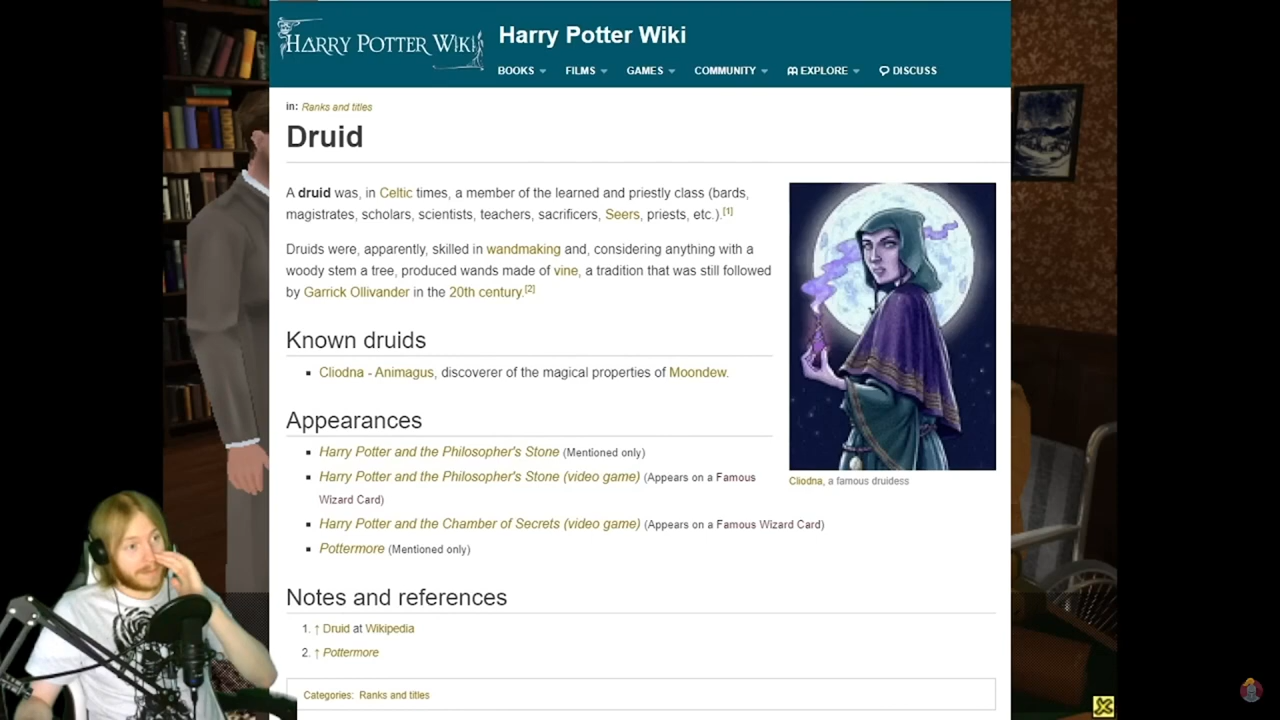 HARRY POTTER WIKI
Harry Potter Wiki
BOOKS FILMS GAMES COMMUNITY EXPLORE DISCUSS
in: Ranks and titles
Druid
A druid was, in Celtic times, a member of the learned and priestly class (bards,
magistrates, scholars, scientists, teachers, sacrificers, Seers, priests, etc.).[1]
Druids were, apparently, skilled in wandmaking and, considering anything with a
woody stem a tree, produced wands made of vine, a tradition that was still followed
by Garrick Ollivander in the 20th century.[2]
Cliodna, a famous druidess
Known druids
Cliodna - Animagus, discoverer of the magical properties of Moondew.
Appearances
Harry Potter and the Philosopher's Stone (Mentioned only)
Harry Potter and the Philosopher's Stone (video game) (Appears on a Famous
Wizard Card)
Harry Potter and the Chamber of Secrets (video game) (Appears on a Famous Wizard Card)
Pottermore (Mentioned only)
Notes and references
1. ↑ Druid at Wikipedia
2. ↑ Pottermore
Categories: Ranks and titles